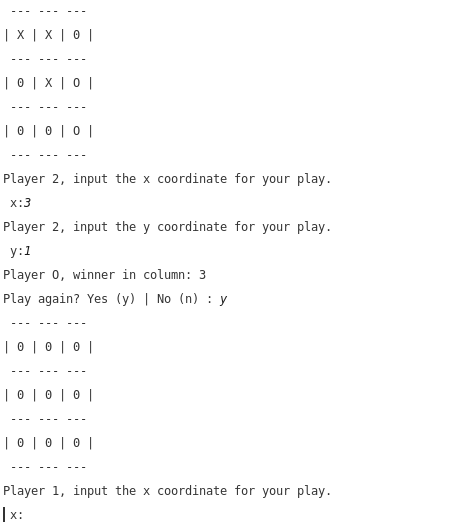 --- --- ---
| X | X | 0 |
--- --- ---
| 0 | X | O |
--- --- ---
| 0 | 0 | O |
--- --- ---
Player 2, input the x coordinate for your play.
x:3
Player 2, input the y coordinate for your play.
y:1
Player O, winner in column: 3
Play again? Yes (y) | No (n) : y
--- --- ---
| 0 | 0 | 0 |
--- --- ---
| 0 | 0 | 0 |
--- --- ---
| 0 | 0 | 0 |
--- --- ---
Player 1, input the x coordinate for your play.
x: